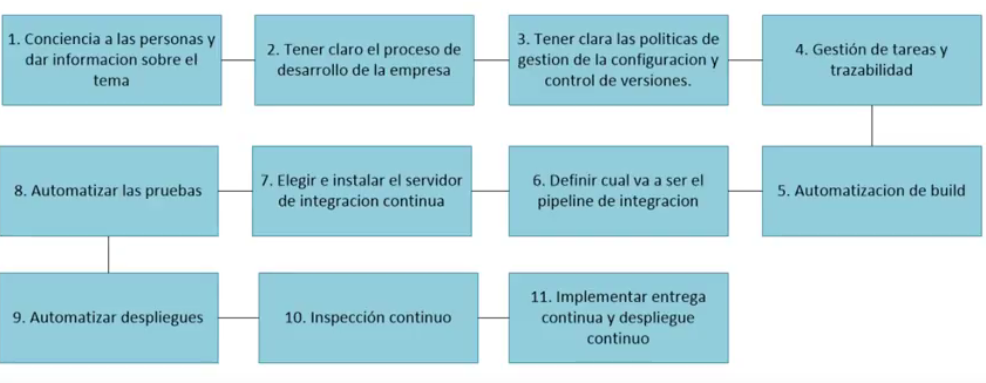 1. Conciencia a las personas y
dar informacion sobre el
tema
2. Tener claro el proceso de
desarrollo de la empresa
3. Tener clara las politicas de
gestion de la configuracion y
control de versiones.
4. Gestión de tareas y
trazabilidad
5. Automatizacion de build
6. Definir cual va a ser el
pipeline de integracion
7. Elegir e instalar el servidor
de integracion continua
8. Automatizar las pruebas
9. Automatizar despliegues
10. Inspección continuo
11. Implementar entrega
continua y despliegue
continuo